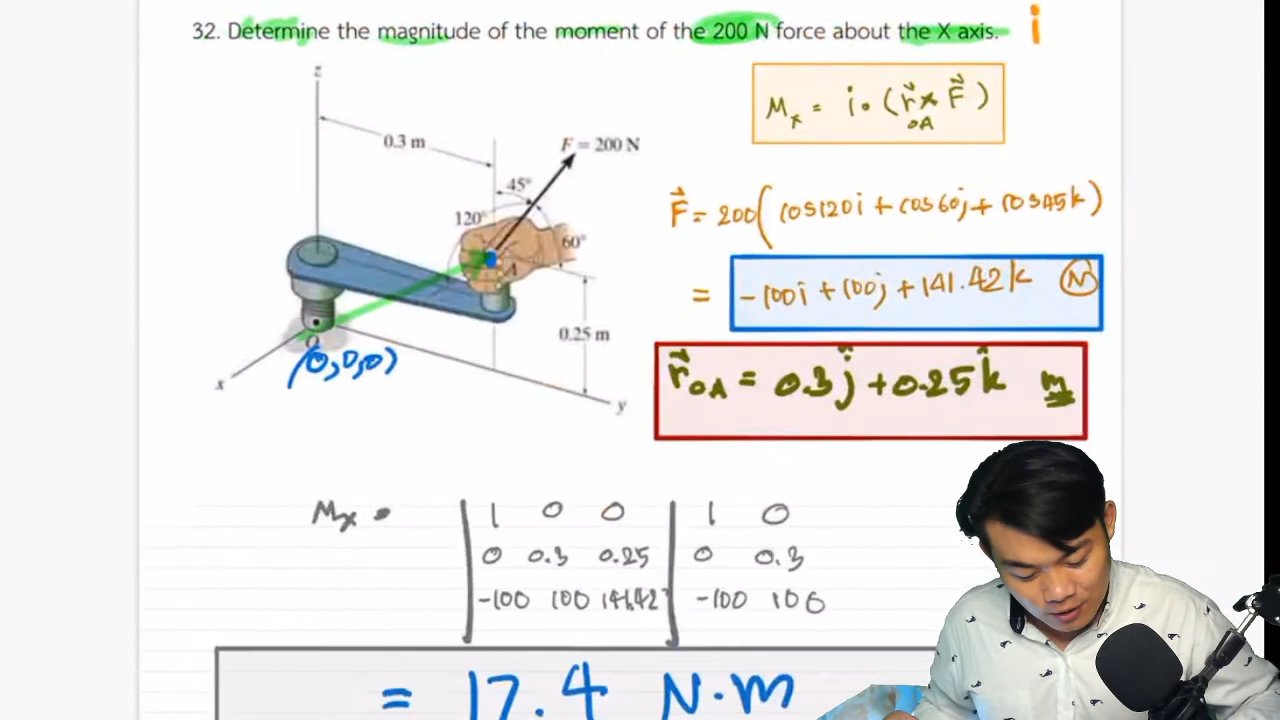 32. Determine the magnitude of the moment of the 200 N force about the X axis. i
z
0.3 m
F = 200 N
45°
120°
60°
A
0.25 m
O
(0,0,0)
x
y
Mx = i • (r⃗OA × F⃗)
F⃗ = 200(cos120i + cos60j + cos45k)
= -100i + 100j + 141.42k (N)
r⃗OA = 0.3ĵ + 0.25k̂ m
Mx =
1 0 0 1 0
0 0.3 0.25 0 0.3
-100 100 141.42 -100 100
= 17.4 N·m